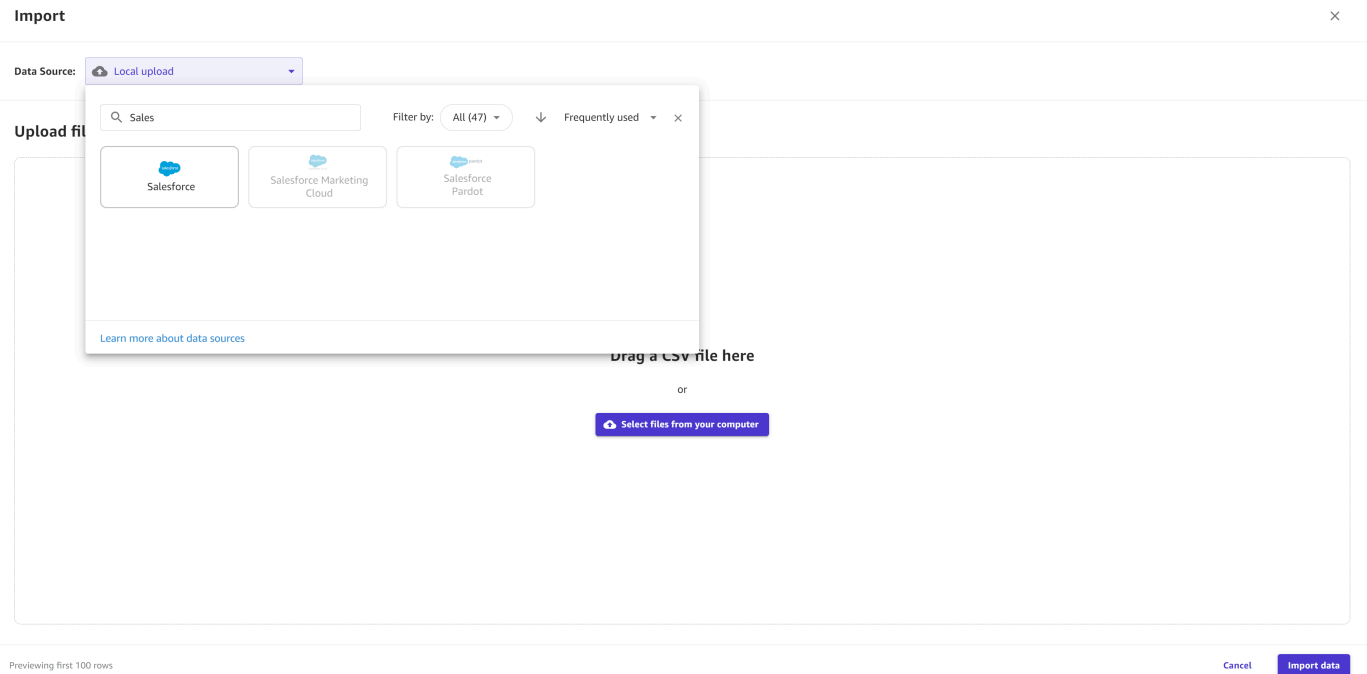 Import
Data Source:
Local upload
Sales
Filter by:
All (47)
Frequently used
Upload fil
Salesforce
Salesforce Marketing
Cloud
Salesforce
Pardot
Learn more about data sources
Drag a CSV file here
or
Select files from your computer
Previewing first 100 rows
Cancel
Import data